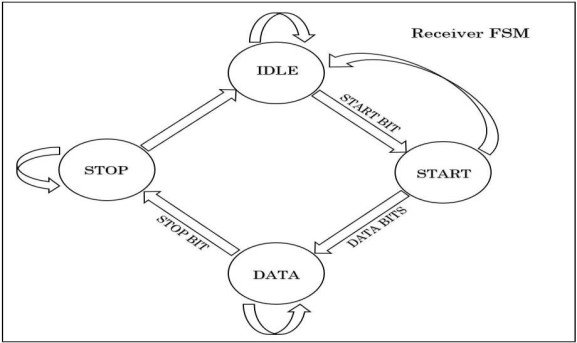 Receiver FSM
IDLE
START BIT
STOP
START
STOP BIT
DATA BITS
DATA